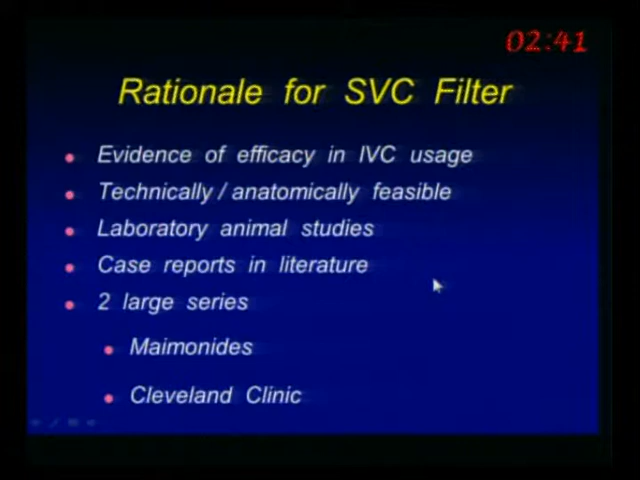 02:41
Rationale for SVC Filter
Evidence of efficacy in IVC usage
Technically / anatomically feasible
Laboratory animal studies
Case reports in literature
2 large series
Maimonides
Cleveland Clinic